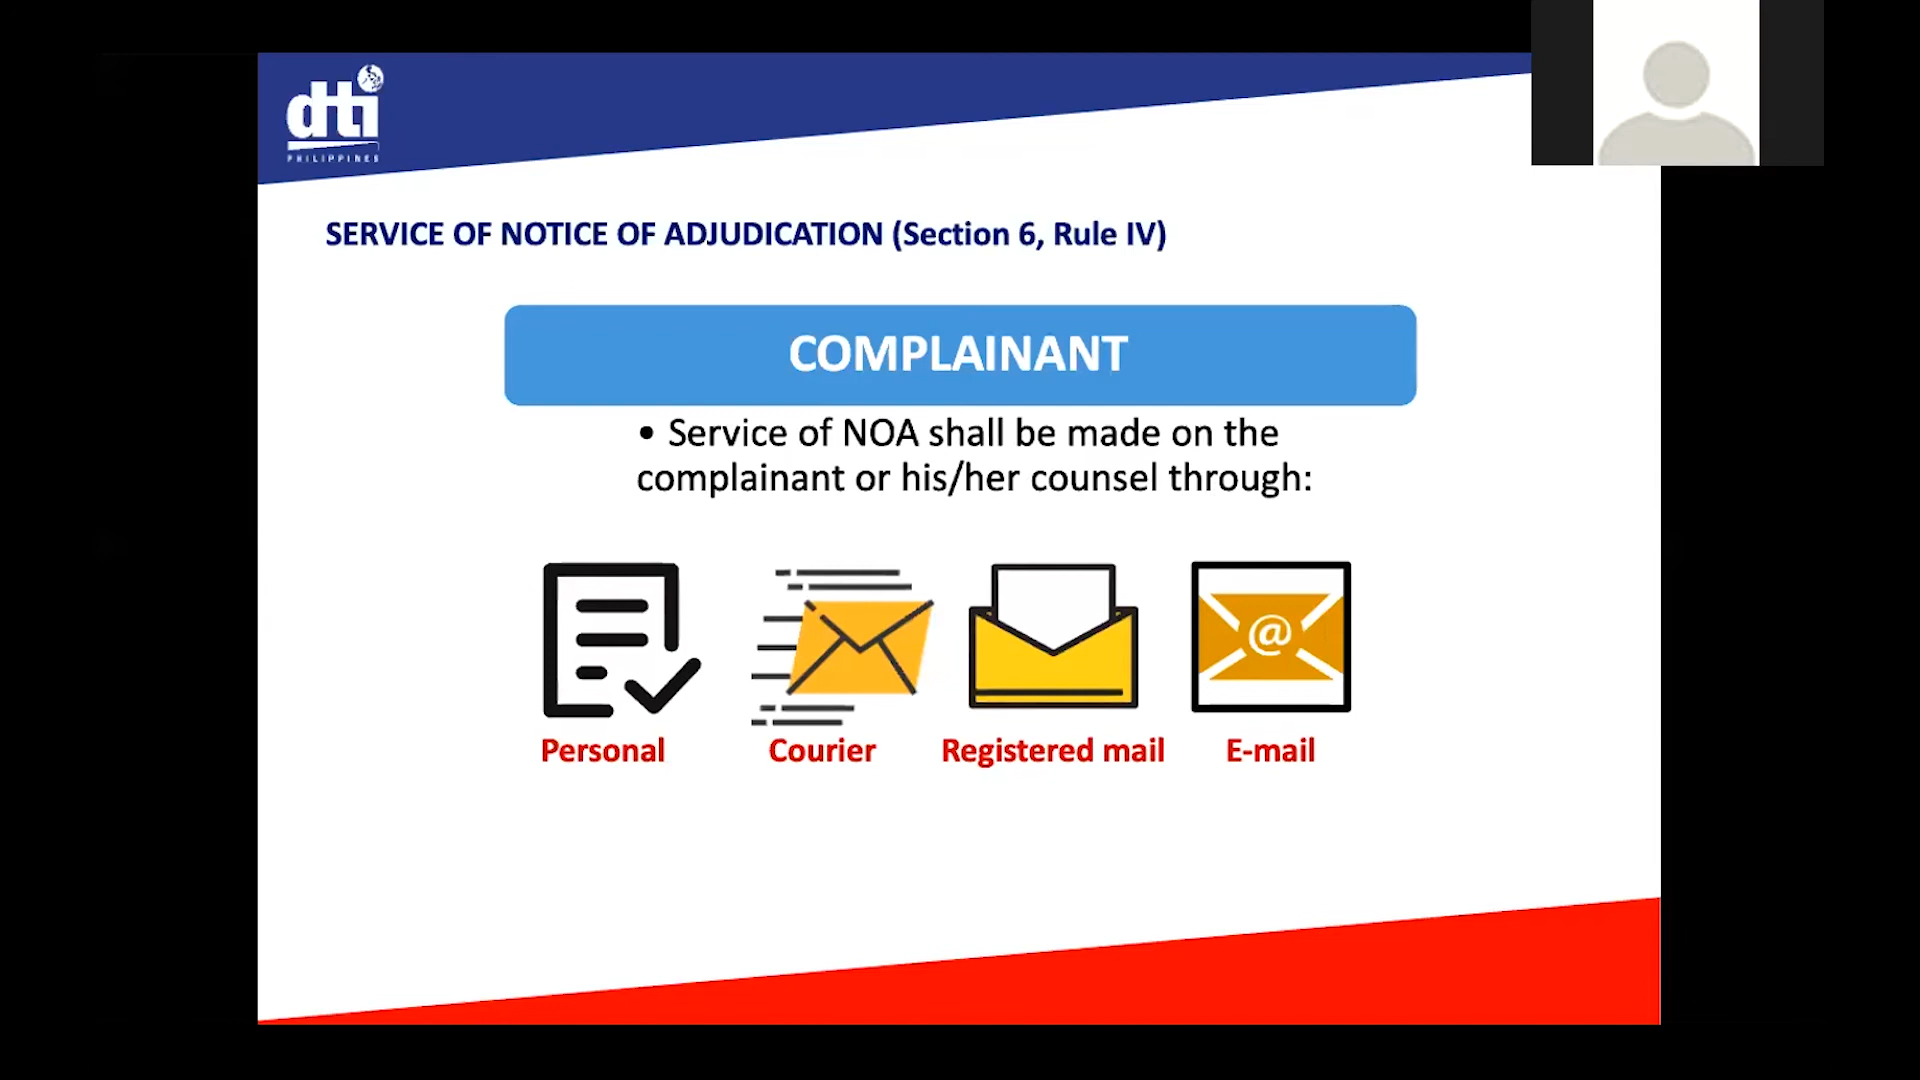 dti
PHILIPPINES
SERVICE OF NOTICE OF ADJUDICATION (Section 6, Rule IV)
COMPLAINANT
• Service of NOA shall be made on the
complainant or his/her counsel through:
@
Personal
Courier
Registered mail
E-mail